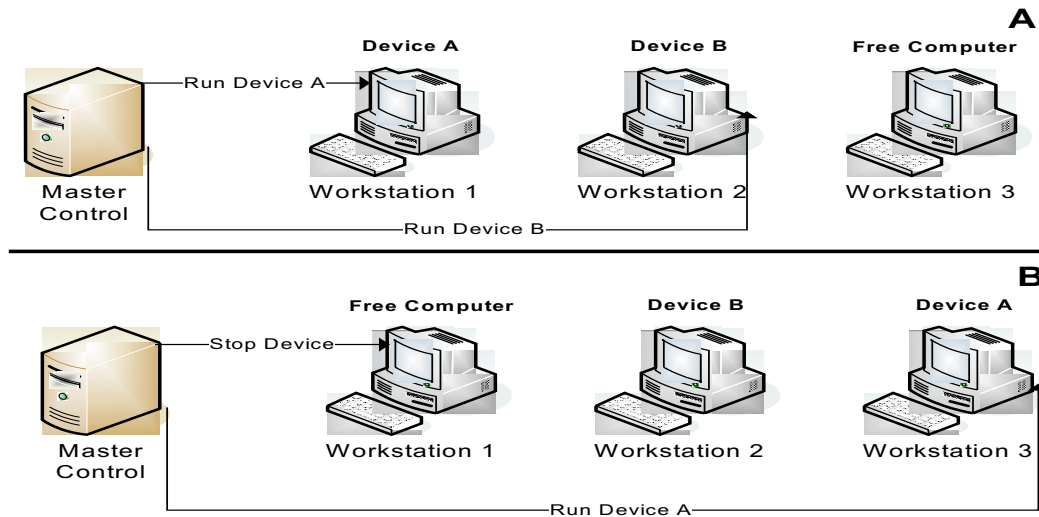 A
Device A
Device B
Free Computer
Run Device A
Master
Control
Workstation 1
Workstation 2
Workstation 3
Run Device B
B
Free Computer
Device B
Device A
Stop Device
Master
Control
Workstation 1
Workstation 2
Workstation 3
Run Device A